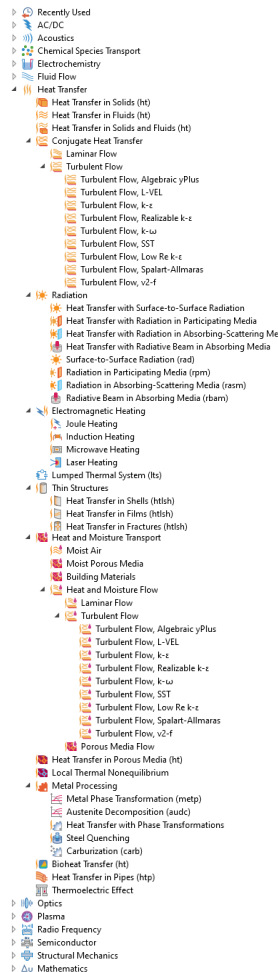 Recently Used
AC/DC
Acoustics
Chemical Species Transport
Electrochemistry
Fluid Flow
Heat Transfer
Heat Transfer in Solids (ht)
Heat Transfer in Fluids (ht)
Heat Transfer in Solids and Fluids (ht)
Conjugate Heat Transfer
Laminar Flow
Turbulent Flow
Turbulent Flow, Algebraic yPlus
Turbulent Flow, L-VEL
Turbulent Flow, k-ε
Turbulent Flow, Realizable k-ε
Turbulent Flow, k-ω
Turbulent Flow, SST
Turbulent Flow, Low Re k-ε
Turbulent Flow, Spalart-Allmaras
Turbulent Flow, v2-f
Radiation
Heat Transfer with Surface-to-Surface Radiation
Heat Transfer with Radiation in Participating Media
Heat Transfer with Radiation in Absorbing-Scattering Me
Heat Transfer with Radiative Beam in Absorbing Media
Surface-to-Surface Radiation (rad)
Radiation in Participating Media (rpm)
Radiation in Absorbing-Scattering Media (rasm)
Radiative Beam in Absorbing Media (rbam)
Electromagnetic Heating
Joule Heating
Induction Heating
Microwave Heating
Laser Heating
Lumped Thermal System (lts)
Thin Structures
Heat Transfer in Shells (htlsh)
Heat Transfer in Films (htlsh)
Heat Transfer in Fractures (htlsh)
Heat and Moisture Transport
Moist Air
Moist Porous Media
Building Materials
Heat and Moisture Flow
Laminar Flow
Turbulent Flow
Turbulent Flow, Algebraic yPlus
Turbulent Flow, L-VEL
Turbulent Flow, k-ε
Turbulent Flow, Realizable k-ε
Turbulent Flow, k-ω
Turbulent Flow, SST
Turbulent Flow, Low Re k-ε
Turbulent Flow, Spalart-Allmaras
Turbulent Flow, v2-f
Porous Media Flow
Heat Transfer in Porous Media (ht)
Local Thermal Nonequilibrium
Metal Processing
Metal Phase Transformation (metp)
Austenite Decomposition (audc)
Heat Transfer with Phase Transformations
Steel Quenching
Carburization (carb)
Bioheat Transfer (ht)
Heat Transfer in Pipes (htp)
Thermoelectric Effect
Optics
Plasma
Radio Frequency
Semiconductor
Structural Mechanics
Mathematics